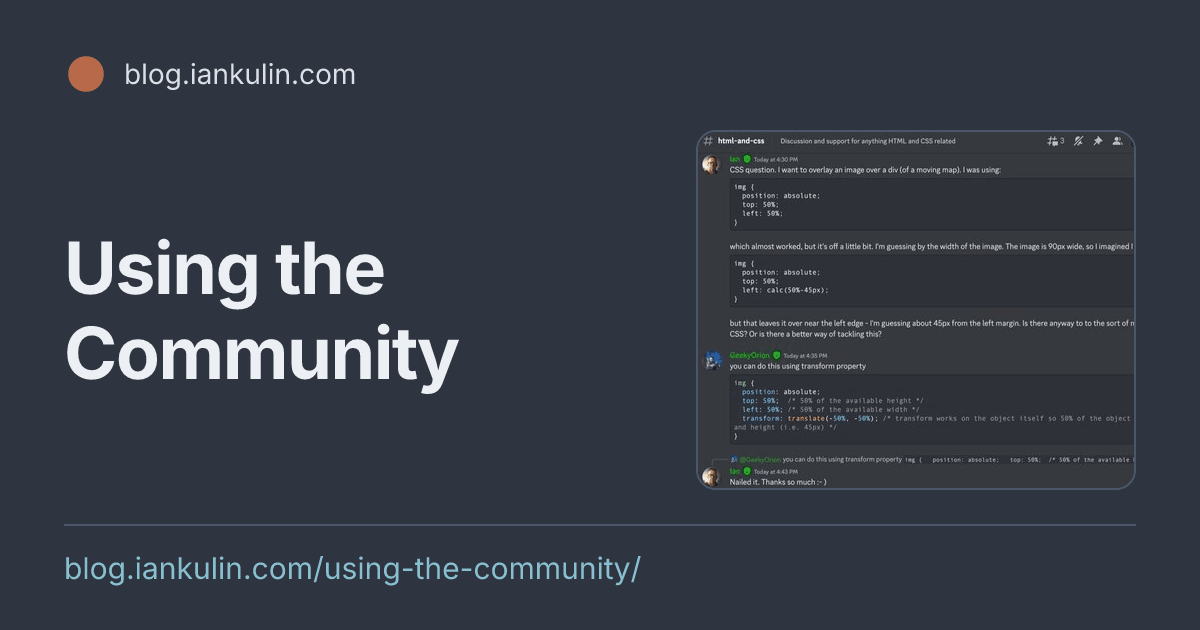 blog.iankulin.com
Using the
Community
# html-and-css Discussion and support for anything HTML and CSS related 3
Ian Today at 4:30 PM
CSS question. I want to overlay an image over a div (of a moving map). I was using:
img {
position: absolute;
top: 50%;
left: 50%;
}
which almost worked, but it's off a little bit. I'm guessing by the width of the image. The image is 90px wide, so I imagined I
img {
position: absolute;
top: 50%;
left: calc(50%-45px);
}
but that leaves it over near the left edge - I'm guessing about 45px from the left margin. Is there anyway to to the sort of
CSS? Or is there a better way of tackling this?
GeekyOrion Today at 4:35 PM
you can do this using transform property
img {
position: absolute;
top: 50%; /* 50% of the available height */
left: 50%; /* 50% of the available width */
transform: translate(-50%, -50%); /* transform works on the object itself so 50% of the object
and height (i.e. 45px) */
}
@GeekyOrion you can do this using transform property img { position: absolute; top: 50%; /* 50% of the available
Ian Today at 4:43 PM
Nailed it. Thanks so much :- )
blog.iankulin.com/using-the-community/